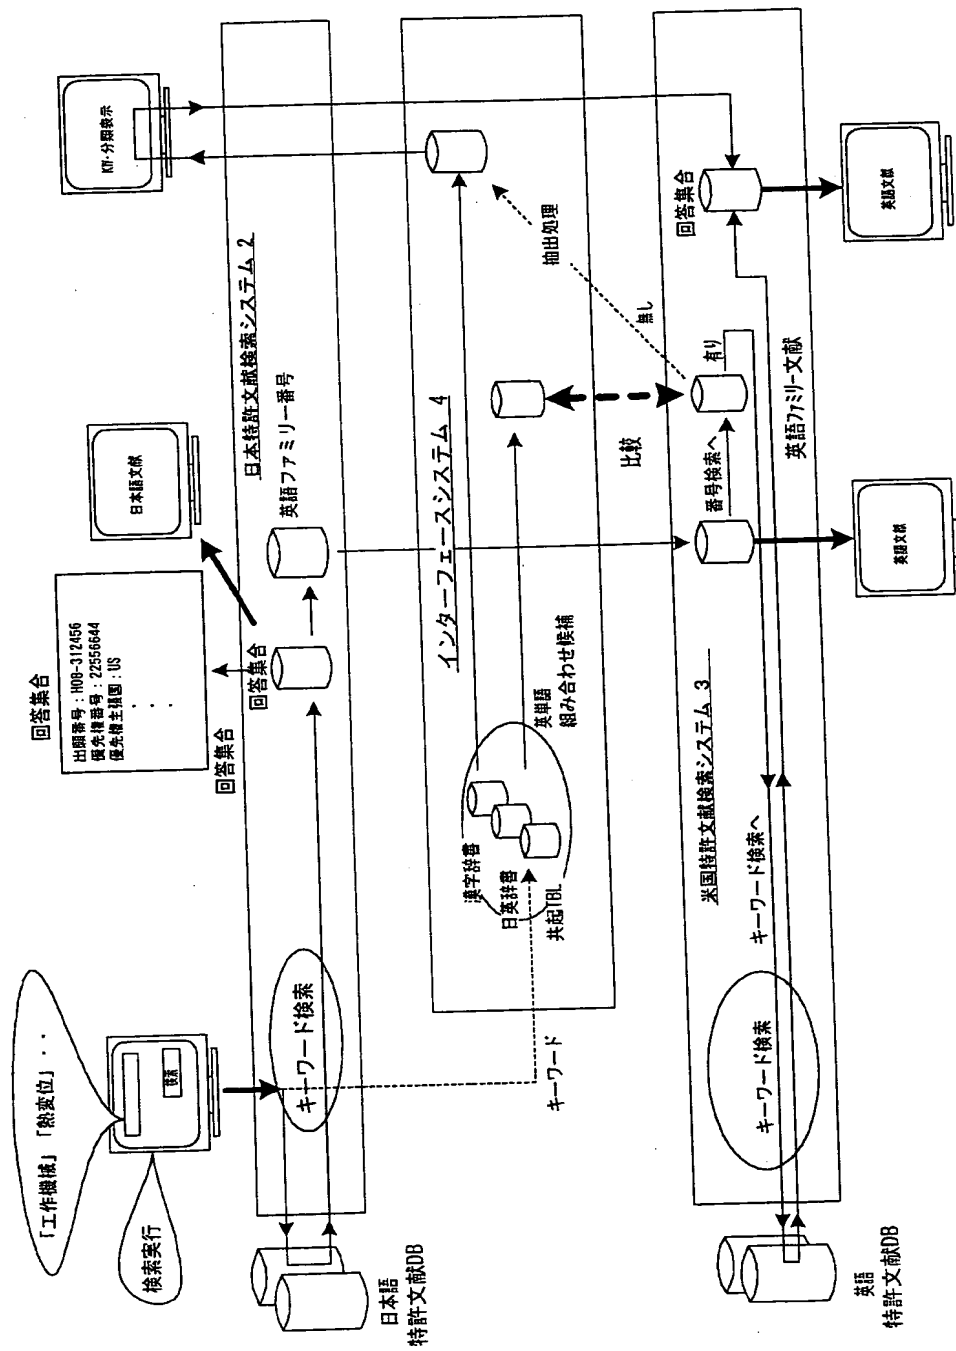 「工作機械」「熱変位」・・
検索
検索実行
日本語
特許文献DB
キーワード検索
キーワード
回答集合
出願番号：H08-312456
優先権番号：22556644
優先権主張国：US
・
・
・
回答集合
回答集合
日本語文献
英語ファミリー番号
日本特許文献検索システム 2
KW・分類表示
漢字辞書
日英辞書
共起TBL
英単語
組み合わせ候補
インターフェースシステム 4
比較
抽出処理
無し
有り
番号検索へ
回答集合
英語ファミリー文献
米国特許文献検索システム 3
キーワード検索へ
キーワード検索
英語
特許文献DB
英語文献
英語文献